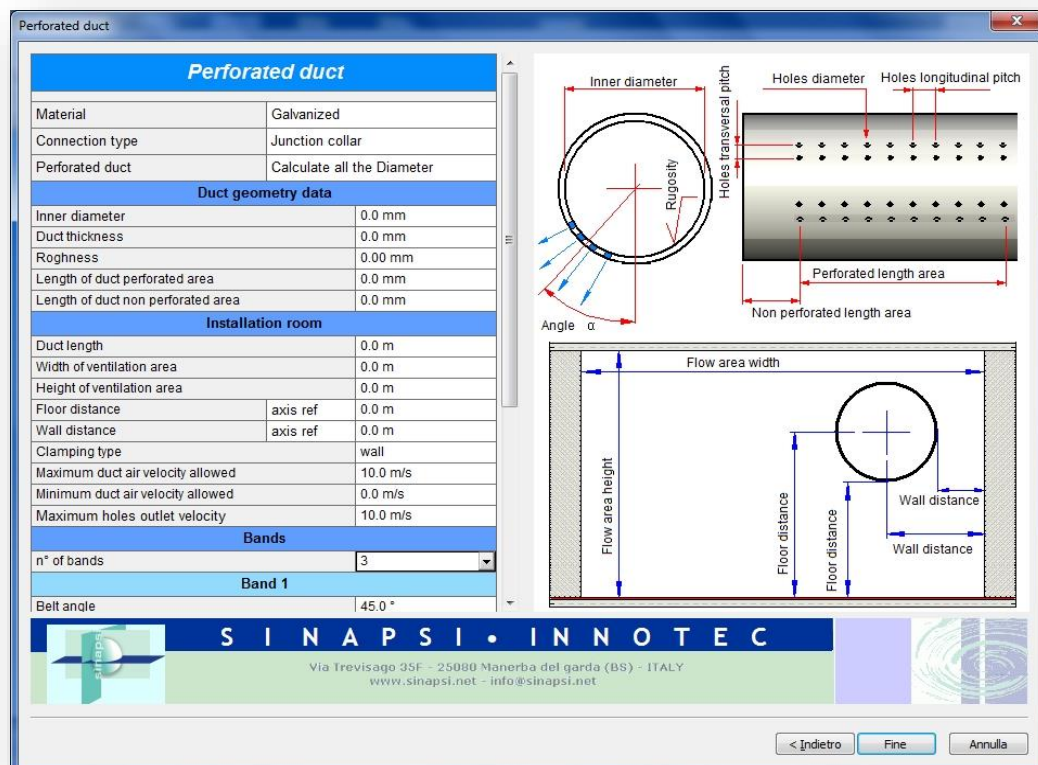 Perforated duct
Perforated duct
Material Galvanized
Connection type Junction collar
Perforated duct Calculate all the Diameter
Duct geometry data
Inner diameter 0.0 mm
Duct thickness 0.0 mm
Roghness 0.00 mm
Length of duct perforated area 0.0 mm
Length of duct non perforated area 0.0 mm
Installation room
Duct length 0.0 m
Width of ventilation area 0.0 m
Height of ventilation area 0.0 m
Floor distance axis ref 0.0 m
Wall distance axis ref 0.0 m
Clamping type wall
Maximum duct air velocity allowed 10.0 m/s
Minimum duct air velocity allowed 0.0 m/s
Maximum holes outlet velocity 10.0 m/s
Bands
n° of bands 3
Band 1
Belt angle 45.0 °
Inner diameter
Rugosity
Angle α
Holes transversal pitch
Holes diameter
Holes longitudinal pitch
Perforated length area
Non perforated length area
Flow area width
Flow area height
Floor distance
Floor distance
Wall distance
Wall distance
sinapsi
SINAPSI • INNOTEC
Via Trevisago 35F - 25080 Manerba del garda (BS) - ITALY
www.sinapsi.net - info@sinapsi.net
< Indietro
Fine
Annulla